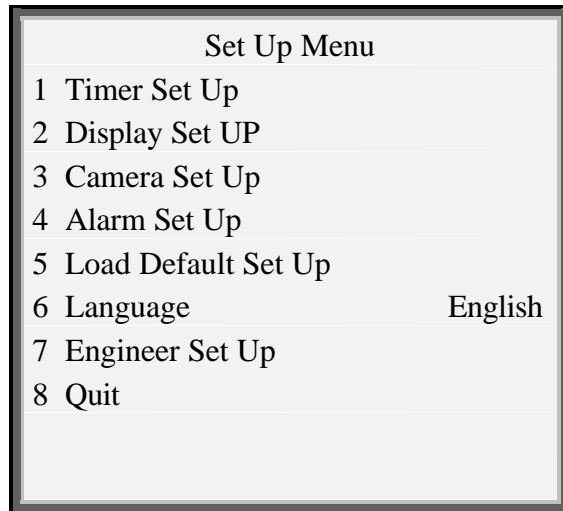 Set Up Menu
1 Timer Set Up
2 Display Set UP
3 Camera Set Up
4 Alarm Set Up
5 Load Default Set Up
6 Language English
7 Engineer Set Up
8 Quit